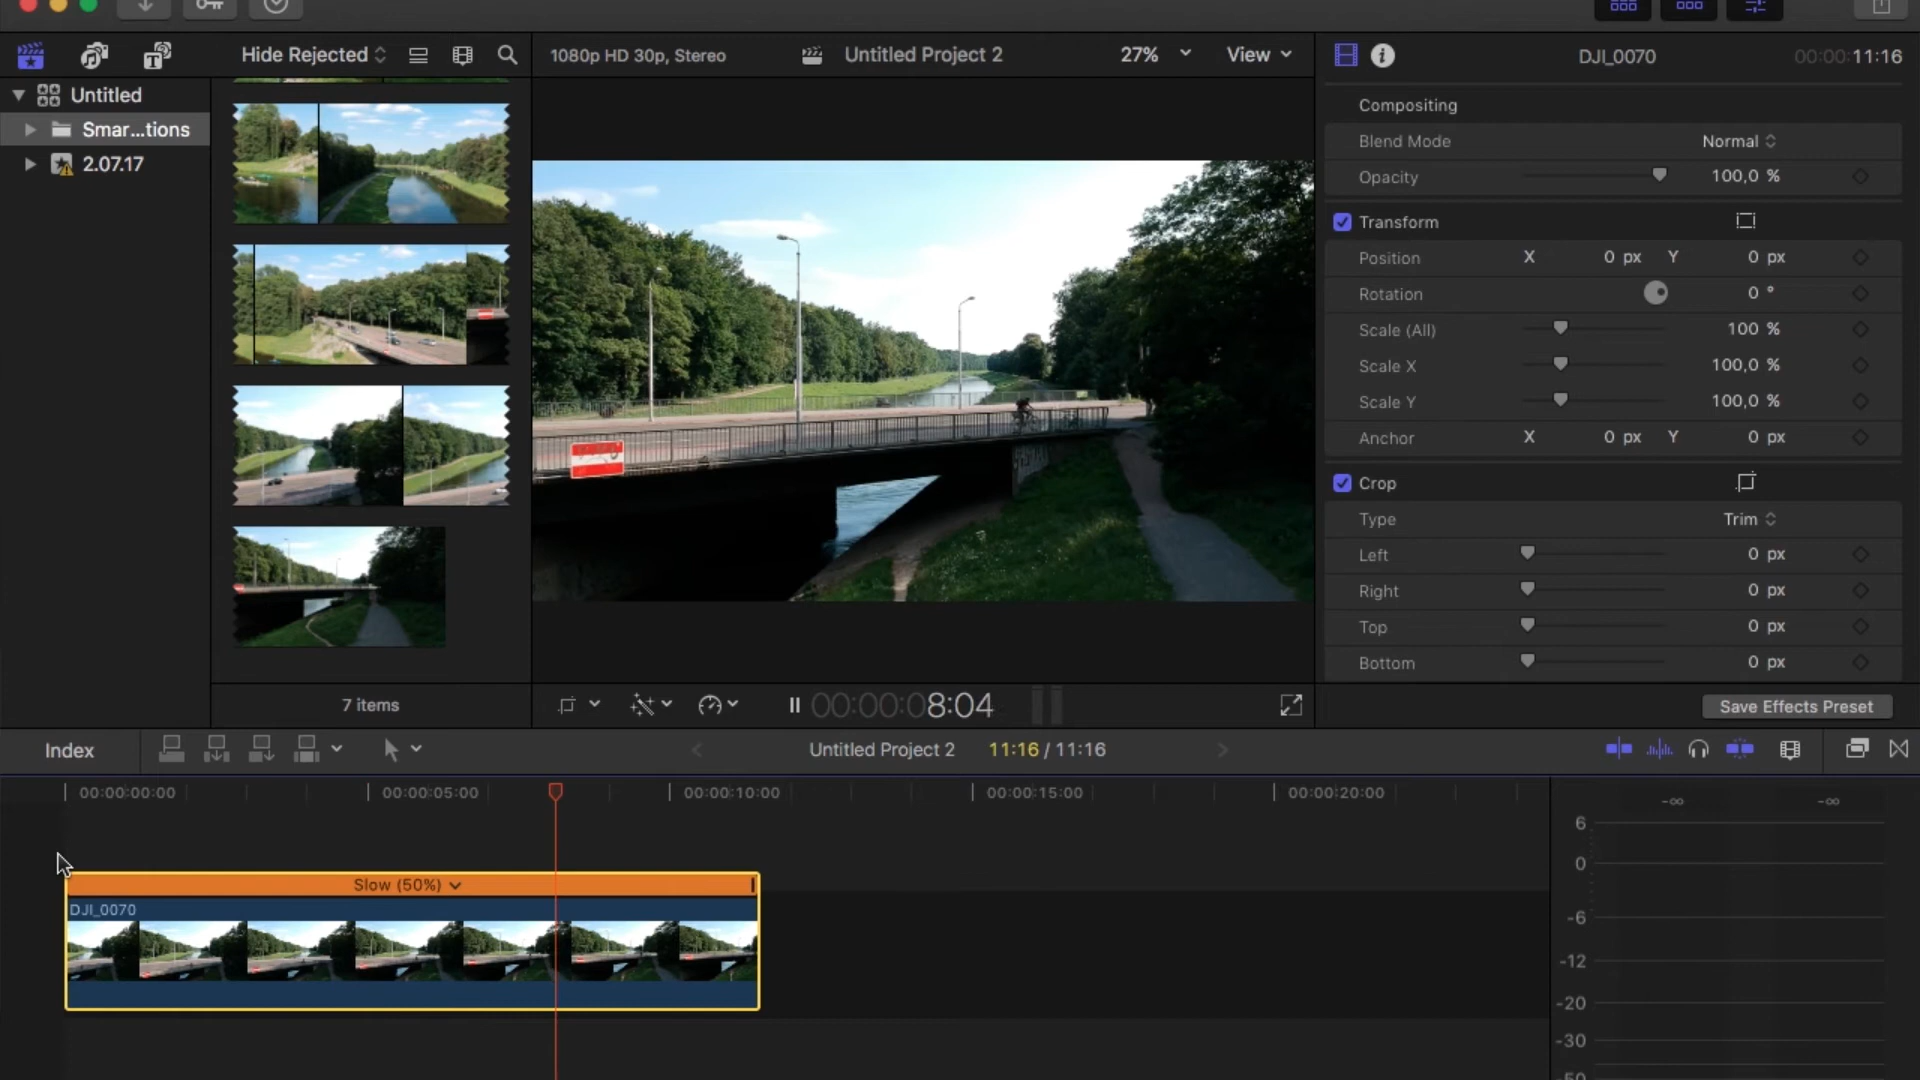 Hide Rejected
1080p HD 30p, Stereo
Untitled Project 2
27%
View
DJI_0070
00:00:11:16
Untitled
Smar...tions
2.07.17
Compositing
Blend Mode
Normal
Opacity
100,0 %
Transform
Position
X
0 px
Y
0 px
Rotation
0 °
Scale (All)
100 %
Scale X
100,0 %
Scale Y
100,0 %
Anchor
X
0 px
Y
0 px
Crop
Type
Trim
Left
0 px
Right
0 px
Top
0 px
Bottom
0 px
7 items
00:00:08:04
Save Effects Preset
Index
Untitled Project 2
11:16 / 11:16
00:00:00:00
00:00:05:00
00:00:10:00
00:00:15:00
00:00:20:00
-∞
-∞
6
0
-6
-12
-20
-30
-50
Slow (50%)
DJI_0070